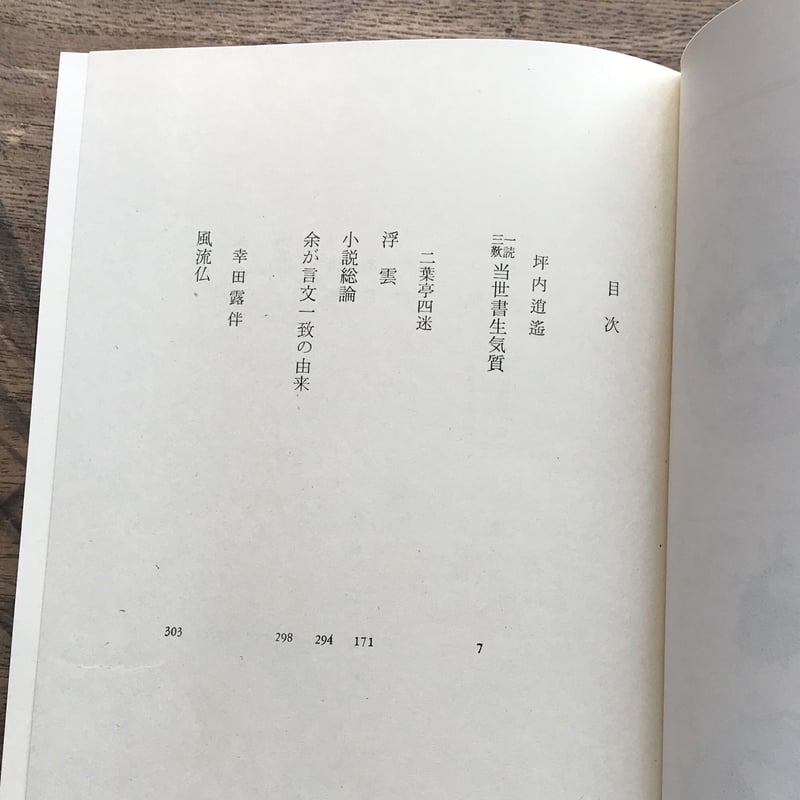 目次
坪内逍遙
一読三歎 当世書生気質 7
二葉亭四迷
浮雲 171
小説総論 294
余が言文一致の由来 298
幸田露伴
風流仏 303